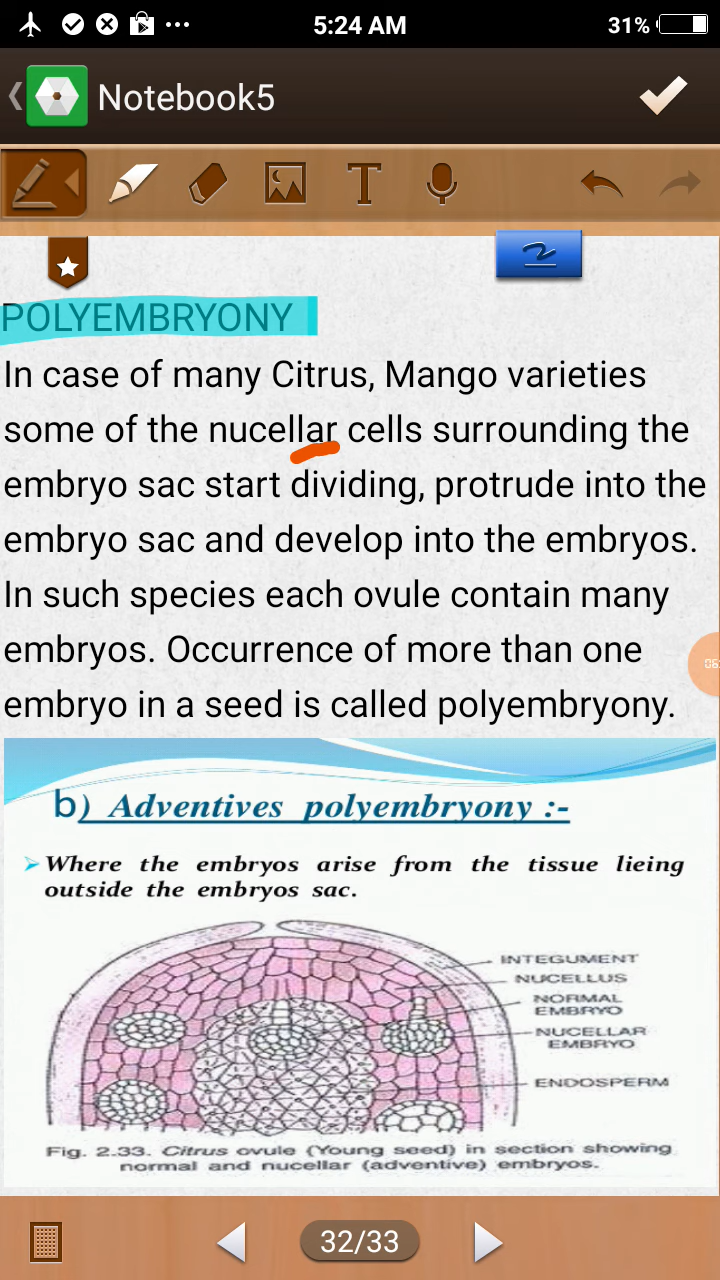 5:24 AM
31%
Notebook5
T
2
POLYEMBRYONY
In case of many Citrus, Mango varieties
some of the nucellar cells surrounding the
embryo sac start dividing, protrude into the
embryo sac and develop into the embryos.
In such species each ovule contain many
embryos. Occurrence of more than one
embryo in a seed is called polyembryony.
b) Adventives polyembryony :-
Where the embryos arise from the tissue lieing
outside the embryos sac.
INTEGUMENT
NUCELLUS
NORMAL
EMBRYO
NUCELLAR
EMBRYO
ENDOSPERM
Fig. 2.33. Citrus ovule (Young seed) in section showing
normal and nucellar (adventive) embryos.
32/33